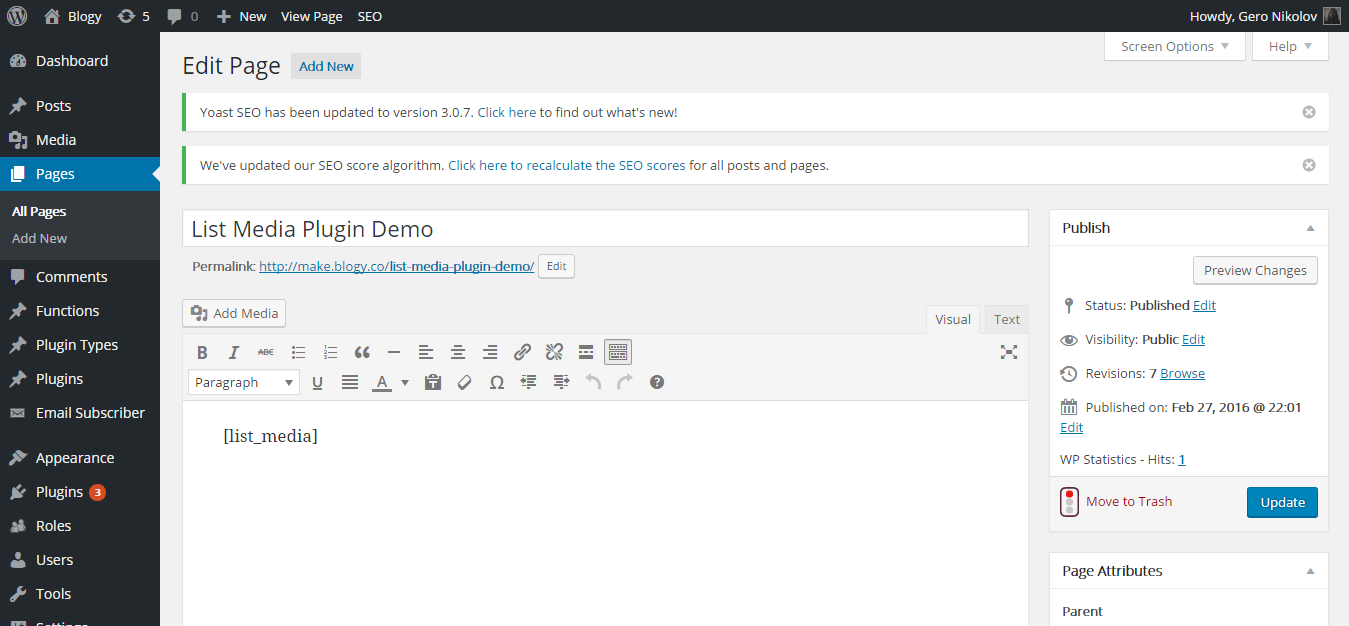 Blogy 5 0 New View Page SEO Howdy, Gero Nikolov
Dashboard
Posts
Media
Pages
All Pages
Add New
Comments
Functions
Plugin Types
Plugins
Email Subscriber
Appearance
Plugins 3
Roles
Users
Tools
Settings
Screen Options Help
Edit Page Add New
Yoast SEO has been updated to version 3.0.7. Click here to find out what's new!
We've updated our SEO score algorithm. Click here to recalculate the SEO scores for all posts and pages.
List Media Plugin Demo
Permalink: http://make.blogy.co/list-media-plugin-demo/ Edit
Add Media
Visual Text
B I ABC
Paragraph U A Ω
[list_media]
Publish
Preview Changes
Status: Published Edit
Visibility: Public Edit
Revisions: 7 Browse
Published on: Feb 27, 2016 @ 22:01
Edit
WP Statistics - Hits: 1
Move to Trash Update
Page Attributes
Parent